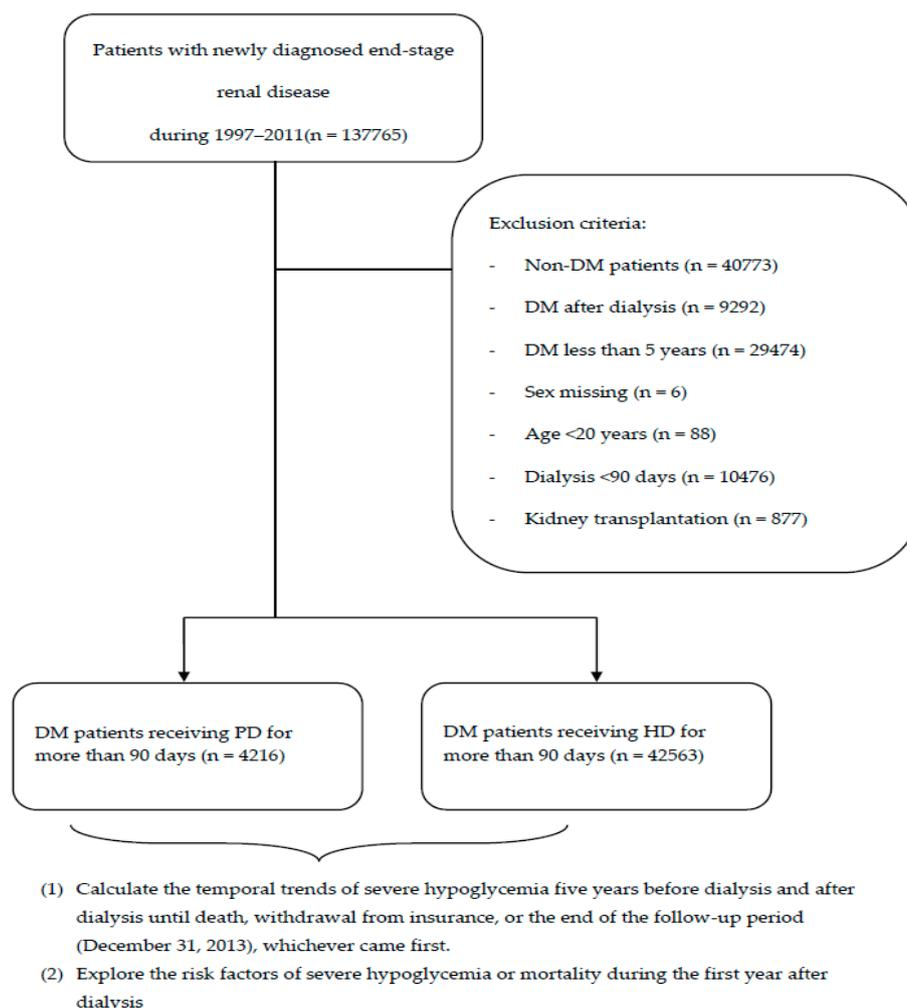 Patients with newly diagnosed end-stage
renal disease
during 1997–2011(n = 137765)
Exclusion criteria:
- Non-DM patients (n = 40773)
- DM after dialysis (n = 9292)
- DM less than 5 years (n = 29474)
- Sex missing (n = 6)
- Age <20 years (n = 88)
- Dialysis <90 days (n = 10476)
- Kidney transplantation (n = 877)
DM patients receiving PD for
more than 90 days (n = 4216)
DM patients receiving HD for
more than 90 days (n = 42563)
(1) Calculate the temporal trends of severe hypoglycemia five years before dialysis and after
dialysis until death, withdrawal from insurance, or the end of the follow-up period
(December 31, 2013), whichever came first.
(2) Explore the risk factors of severe hypoglycemia or mortality during the first year after
dialysis